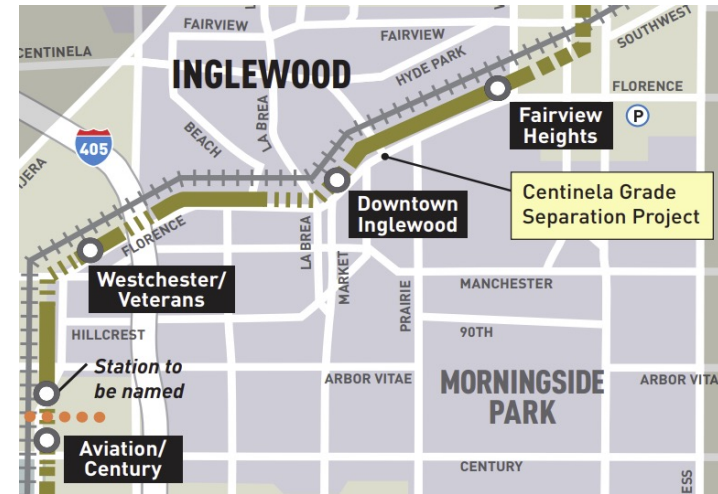 FAIRVIEW
FAIRVIEW
SOUTHWEST
CENTINELA
INGLEWOOD
HYDE PARK
FLORENCE
LA BREA
BEACH
405
Fairview
Heights
P
Centinela Grade
Separation Project
Downtown
Inglewood
FLORENCE
LA BREA
MARKET
PRAIRIE
Westchester/
Veterans
MANCHESTER
HILLCREST
90TH
Station to
be named
ARBOR VITAE
MORNINGSIDE
PARK
ARBOR VITA
Aviation/
Century
CENTURY